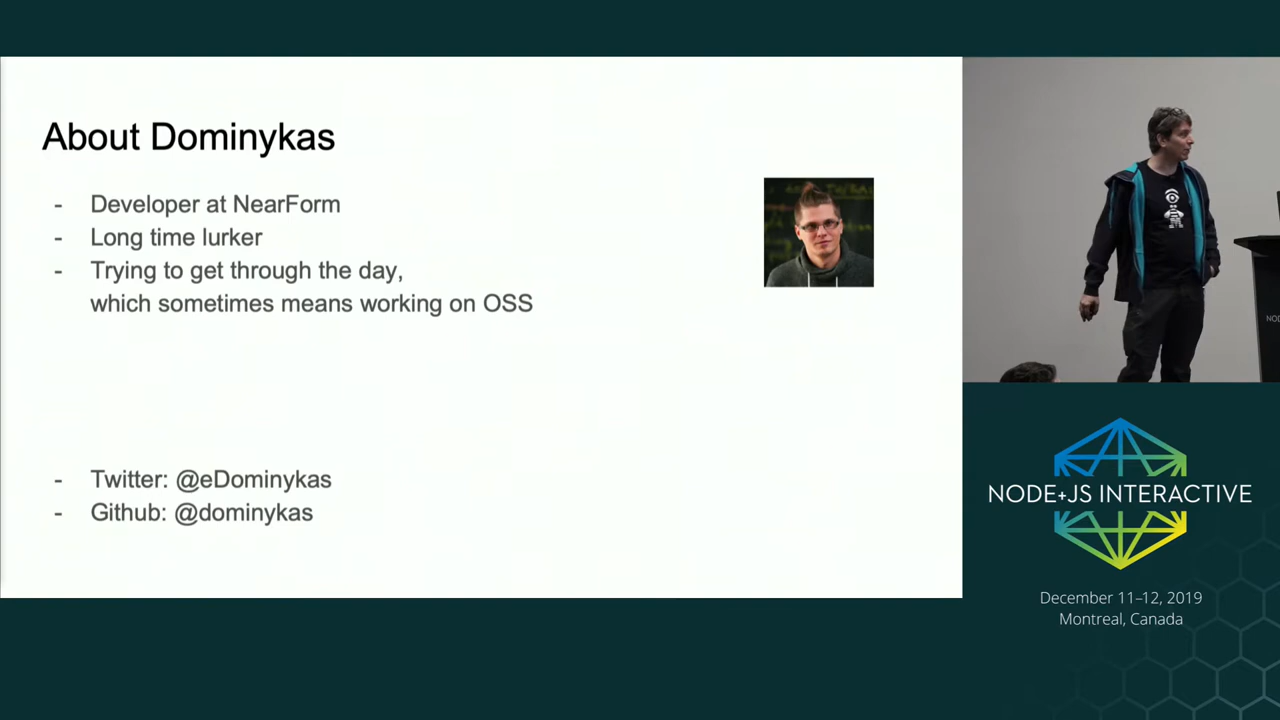 About Dominykas
- Developer at NearForm
- Long time lurker
- Trying to get through the day,
which sometimes means working on OSS
- Twitter: @eDominykas
- Github: @dominykas
NODE+JS INTERACTIVE
December 11–12, 2019
Montreal, Canada